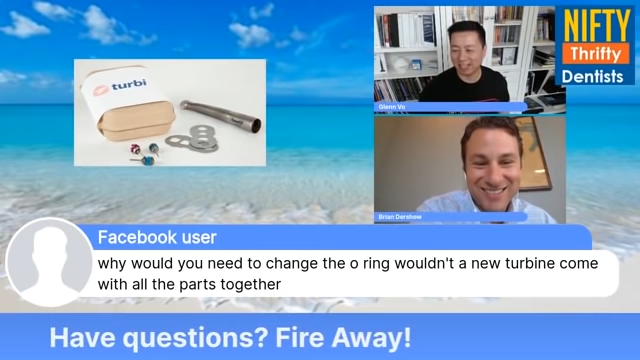 NIFTY
Thrifty
Dentists
turbi
Glenn Vo
Brian Dershow
Facebook user
why would you need to change the o ring wouldn't a new turbine come
with all the parts together
Have questions? Fire Away!